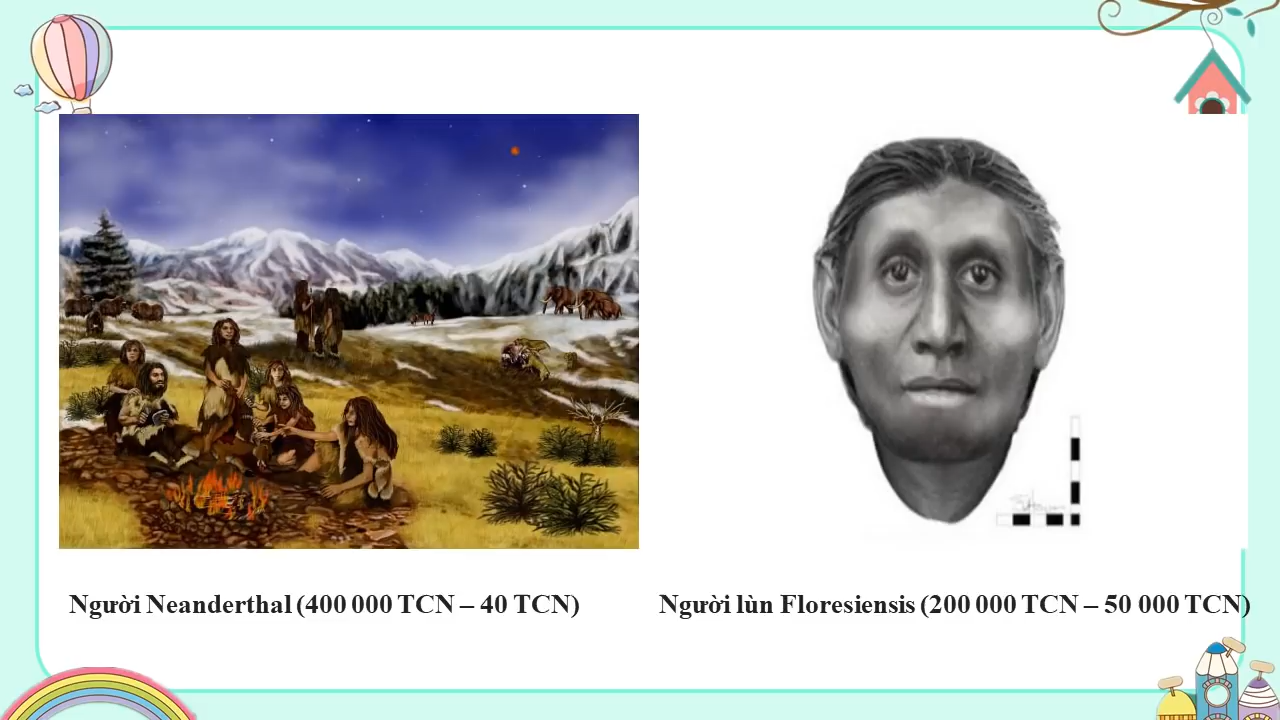 Người Neanderthal (400 000 TCN – 40 TCN)
Người lùn Floresiensis (200 000 TCN – 50 000 TCN)